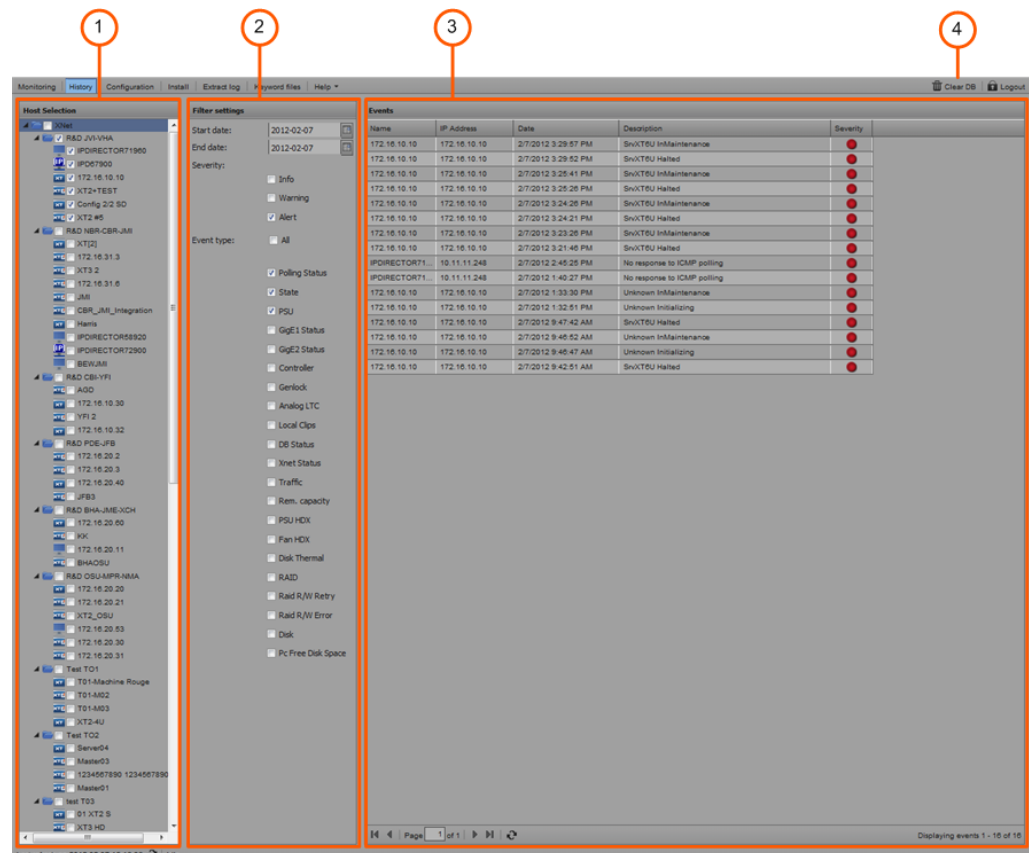 1
2
3
4
Monitoring History Configuration Install Extract log Keyword files Help Clear DB Logout
Host Selection
XNet
R&D JVI-VHA
IPDIRECTOR71960
IPD67900
172.16.10.10
XT2+TEST
Config 2/2 SD
XT2 #5
R&D NBR-CBR-JMI
XT[2]
172.16.31.3
XT3 2
172.16.31.6
JMI
CBR_JMI_Integration
Harris
IPDIRECTOR58920
IPDIRECTOR72900
BEWJMI
R&D CBI-YFI
AGD
172.16.10.30
YFI 2
172.16.10.32
R&D PDE-JFB
172.16.20.2
172.16.20.3
172.16.20.40
JFB3
R&D BHA-JME-XCH
172.16.20.60
KK
172.16.20.11
BHAOSU
R&D OSU-MPR-NMA
172.16.20.20
172.16.20.21
XT2_OSU
172.16.20.53
172.16.20.30
172.16.20.31
Test TO1
T01-Machine Rouge
T01-M02
T01-M03
XT2-4U
Test TO2
Server04
Master03
1234567890 1234567890
Master01
test T03
01 XT2 S
XT3 HD
Filter settings
Start date: 2012-02-07
End date: 2012-02-07
Severity:
Info
Warning
Alert
Event type: All
Polling Status
State
PSU
GigE1 Status
GigE2 Status
Controller
Genlock
Analog LTC
Local Clips
DB Status
Xnet Status
Traffic
Rem. capacity
PSU HDX
Fan HDX
Disk Thermal
RAID
Raid R/W Retry
Raid R/W Error
Disk
Pc Free Disk Space
Events
Name IP Address Date Description Severity
172.16.10.10 172.16.10.10 2/7/2012 3:29:57 PM SrvXT6U InMaintenance
172.16.10.10 172.16.10.10 2/7/2012 3:29:52 PM SrvXT6U Halted
172.16.10.10 172.16.10.10 2/7/2012 3:25:41 PM SrvXT6U InMaintenance
172.16.10.10 172.16.10.10 2/7/2012 3:25:26 PM SrvXT6U Halted
172.16.10.10 172.16.10.10 2/7/2012 3:24:26 PM SrvXT6U InMaintenance
172.16.10.10 172.16.10.10 2/7/2012 3:24:21 PM SrvXT6U Halted
172.16.10.10 172.16.10.10 2/7/2012 3:23:26 PM SrvXT6U InMaintenance
172.16.10.10 172.16.10.10 2/7/2012 3:21:46 PM SrvXT6U Halted
IPDIRECTOR71... 10.11.11.248 2/7/2012 2:45:25 PM No response to ICMP polling
IPDIRECTOR71... 10.11.11.248 2/7/2012 1:40:27 PM No response to ICMP polling
172.16.10.10 172.16.10.10 2/7/2012 1:33:30 PM Unknown InMaintenance
172.16.10.10 172.16.10.10 2/7/2012 1:32:51 PM Unknown Initializing
172.16.10.10 172.16.10.10 2/7/2012 9:47:42 AM SrvXT6U Halted
172.16.10.10 172.16.10.10 2/7/2012 9:46:52 AM Unknown InMaintenance
172.16.10.10 172.16.10.10 2/7/2012 9:46:47 AM Unknown Initializing
172.16.10.10 172.16.10.10 2/7/2012 9:42:51 AM SrvXT6U Halted
Page 1 of 1 Displaying events 1 - 16 of 16